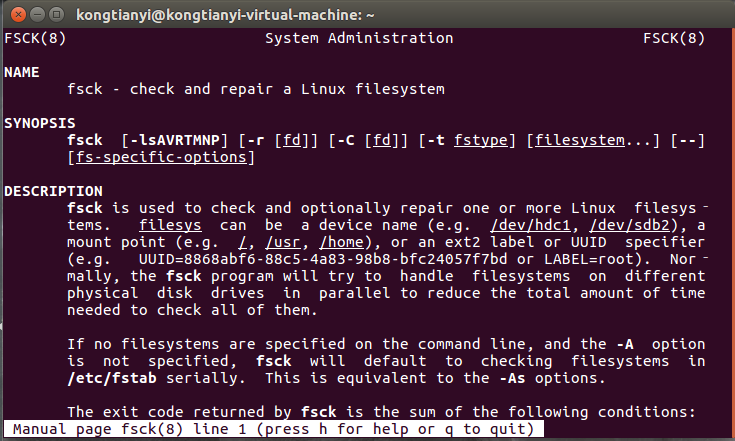 kongtianyi@kongtianyi-virtual-machine: ~
FSCK(8) System Administration FSCK(8)
NAME
fsck - check and repair a Linux filesystem
SYNOPSIS
fsck [-lsAVRTMNP] [-r [fd]] [-C [fd]] [-t fstype] [filesystem...] [--]
[fs-specific-options]
DESCRIPTION
fsck is used to check and optionally repair one or more Linux filesys-
tems. filesys can be a device name (e.g. /dev/hdc1, /dev/sdb2), a
mount point (e.g. /, /usr, /home), or an ext2 label or UUID specifier
(e.g. UUID=8868abf6-88c5-4a83-98b8-bfc24057f7bd or LABEL=root). Nor-
mally, the fsck program will try to handle filesystems on different
physical disk drives in parallel to reduce the total amount of time
needed to check all of them.
If no filesystems are specified on the command line, and the -A option
is not specified, fsck will default to checking filesystems in
/etc/fstab serially. This is equivalent to the -As options.
The exit code returned by fsck is the sum of the following conditions:
Manual page fsck(8) line 1 (press h for help or q to quit)